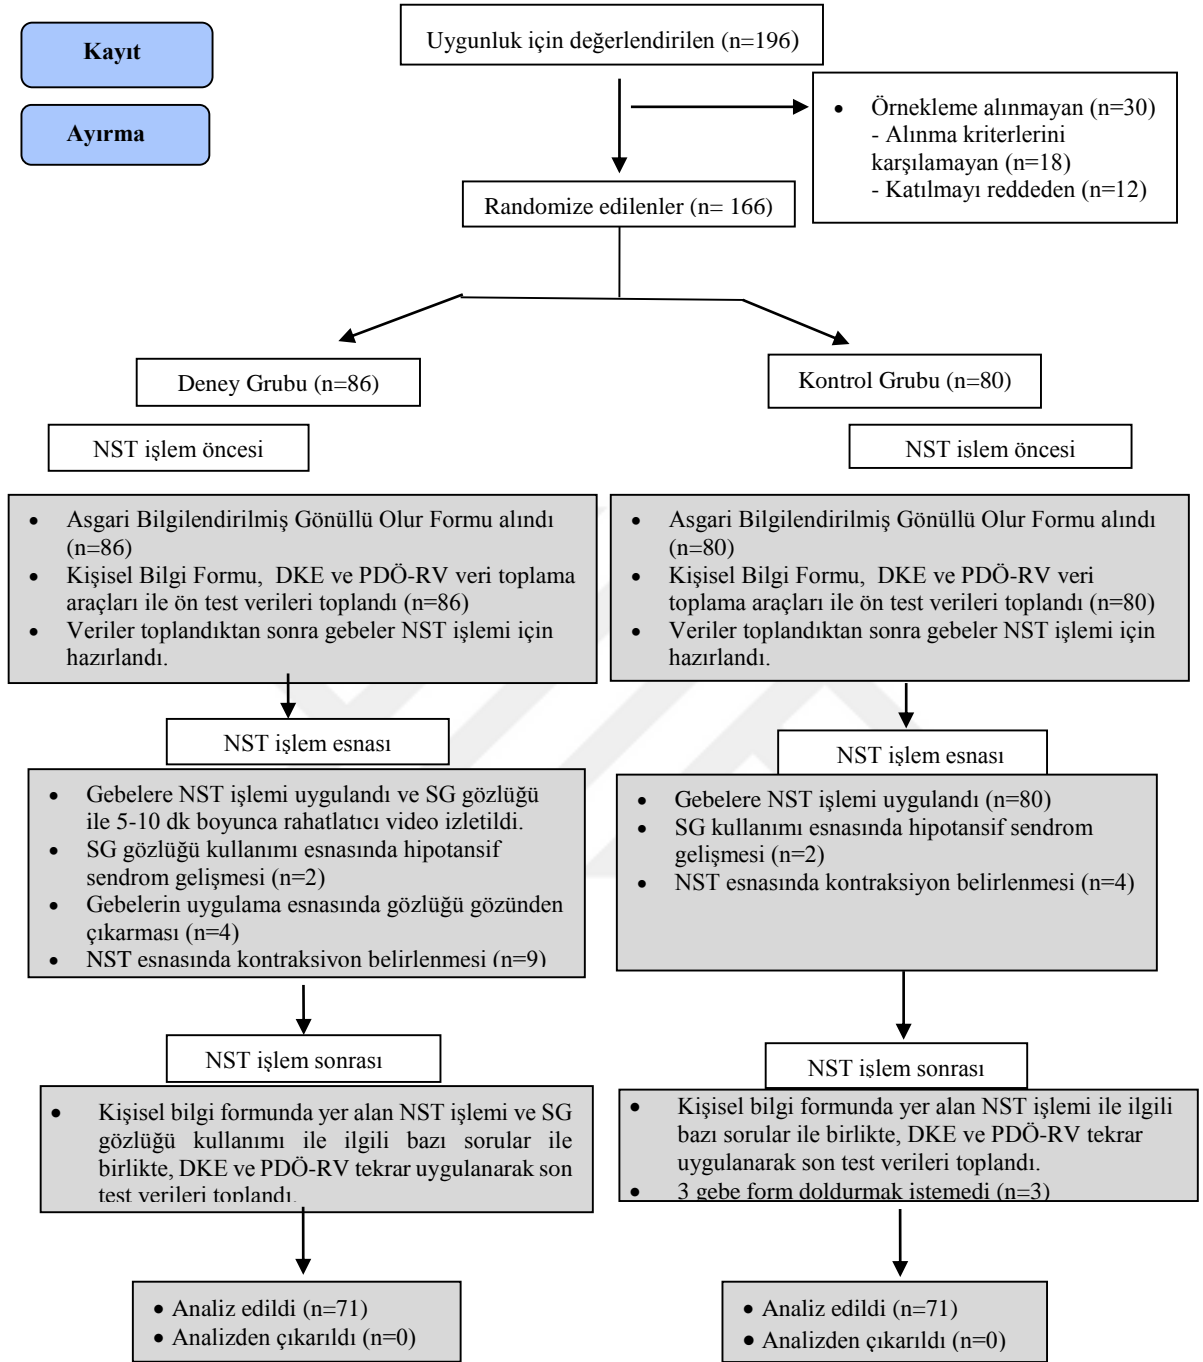 Kayıt
Ayırma
Uygunluk için değerlendirilen (n=196)
• Örnekleme alınmayan (n=30)
- Alınma kriterlerini
karşılamayan (n=18)
- Katılmayı reddeden (n=12)
Randomize edilenler (n= 166)
Deney Grubu (n=86)
Kontrol Grubu (n=80)
NST işlem öncesi
NST islem öncesi
• Asgari Bilgilendirilmiş Gönüllü Olur Formu alındı
(n=86)
• Kişisel Bilgi Formu, DKE ve PDÖ-RV veri toplama
araçları ile ön test verileri toplandı (n=86)
• Veriler toplandıktan sonra gebeler NST işlemi için
hazırlandı.
• Asgari Bilgilendirilmiş Gönüllü Olur Formu alındı
(n=80)
• Kişisel Bilgi Formu, DKE ve PDÖ-RV veri
toplama araçları ile ön test verileri toplandı (n=80)
• Veriler toplandıktan sonra gebeler NST işlemi için
hazırlandı.
NST işlem esnası
NST işlem esnası
• Gebelere NST işlemi uygulandı ve SG gözlüğü
ile 5-10 dk boyunca rahatlatıcı video izletildi.
• SG gözlüğü kullanımı esnasında hipotansif
sendrom gelişmesi (n=2)
• Gebelerin uygulama esnasında gözlüğü gözünden
çıkarması (n=4)
• NST esnasında kontraksiyon belirlenmesi (n=9)
• Gebelere NST işlemi uygulandı (n=80)
• SG kullanımı esnasında hipotansif sendrom
gelişmesi (n=2)
• NST esnasında kontraksiyon belirlenmesi (n=4)
NST işlem sonrası
NST işlem sonrası
• Kişisel bilgi formunda yer alan NST işlemi ve SG
gözlüğü kullanımı ile ilgili bazı sorular ile
birlikte, DKE ve PDÖ-RV tekrar uygulanarak son
test verileri toplandı.
• Kişisel bilgi formunda yer alan NST işlemi ile ilgili
bazı sorular ile birlikte, DKE ve PDÖ-RV tekrar
uygulanarak son test verileri toplandı.
• 3 gebe form doldurmak istemedi (n=3)
• Analiz edildi (n=71)
• Analizden çıkarıldı (n=0)
• Analiz edildi (n=71)
• Analizden çıkarıldı (n=0)